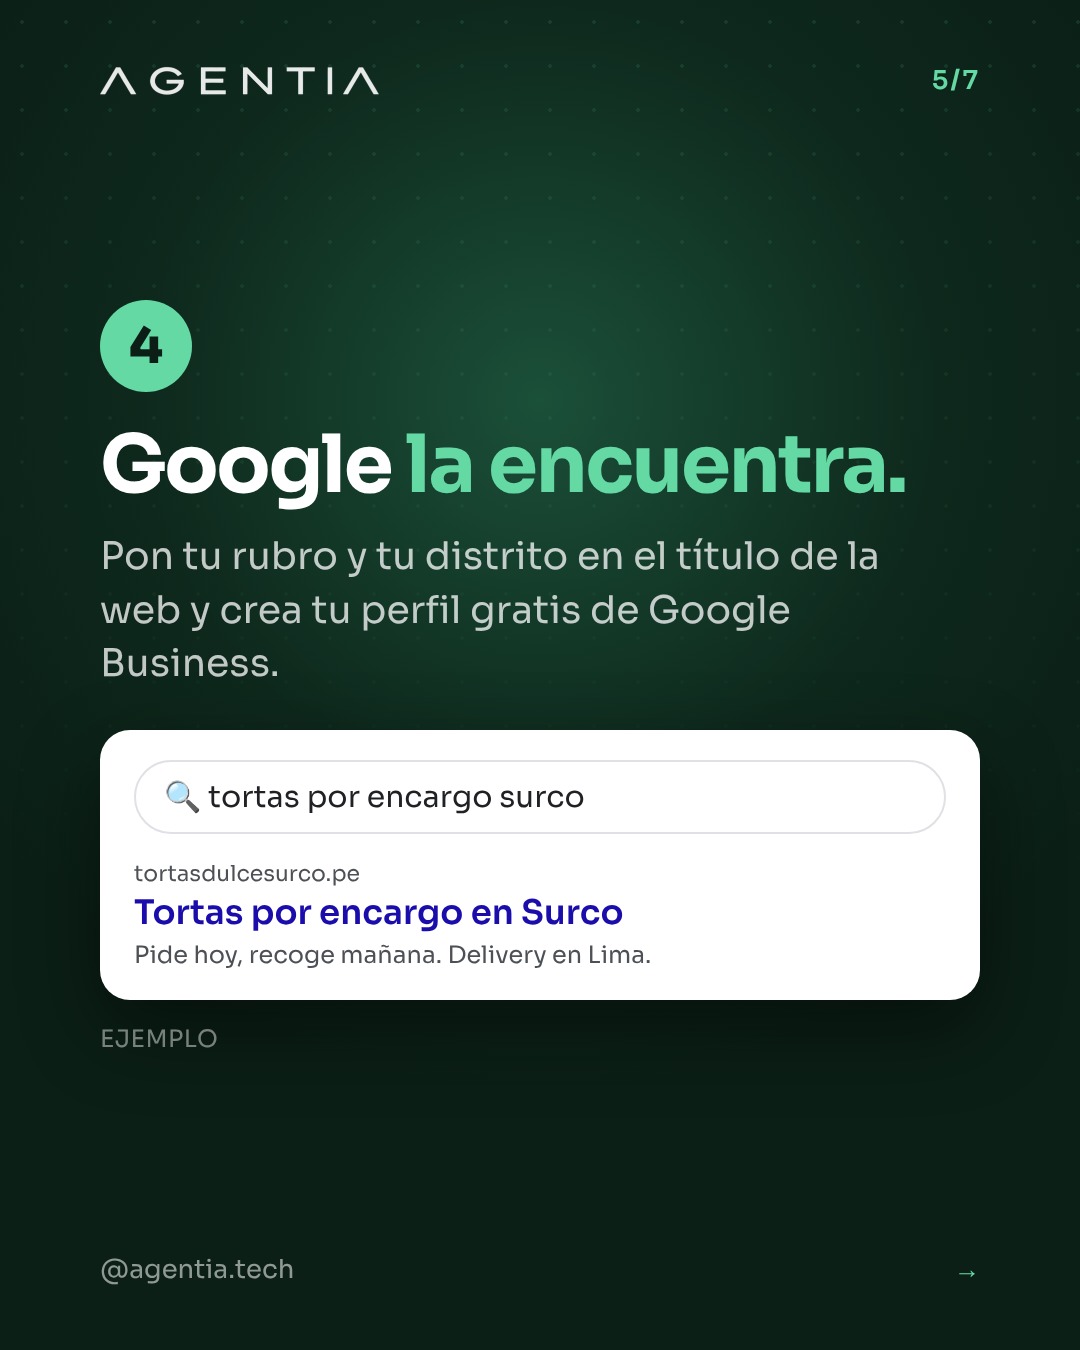 AGENTIA
5/7
4
Google la encuentra.
Pon tu rubro y tu distrito en el título de la
web y crea tu perfil gratis de Google
Business.
🔍 tortas por encargo surco
tortasdulcesurco.pe
Tortas por encargo en Surco
Pide hoy, recoge mañana. Delivery en Lima.
EJEMPLO
@agentia.tech
→